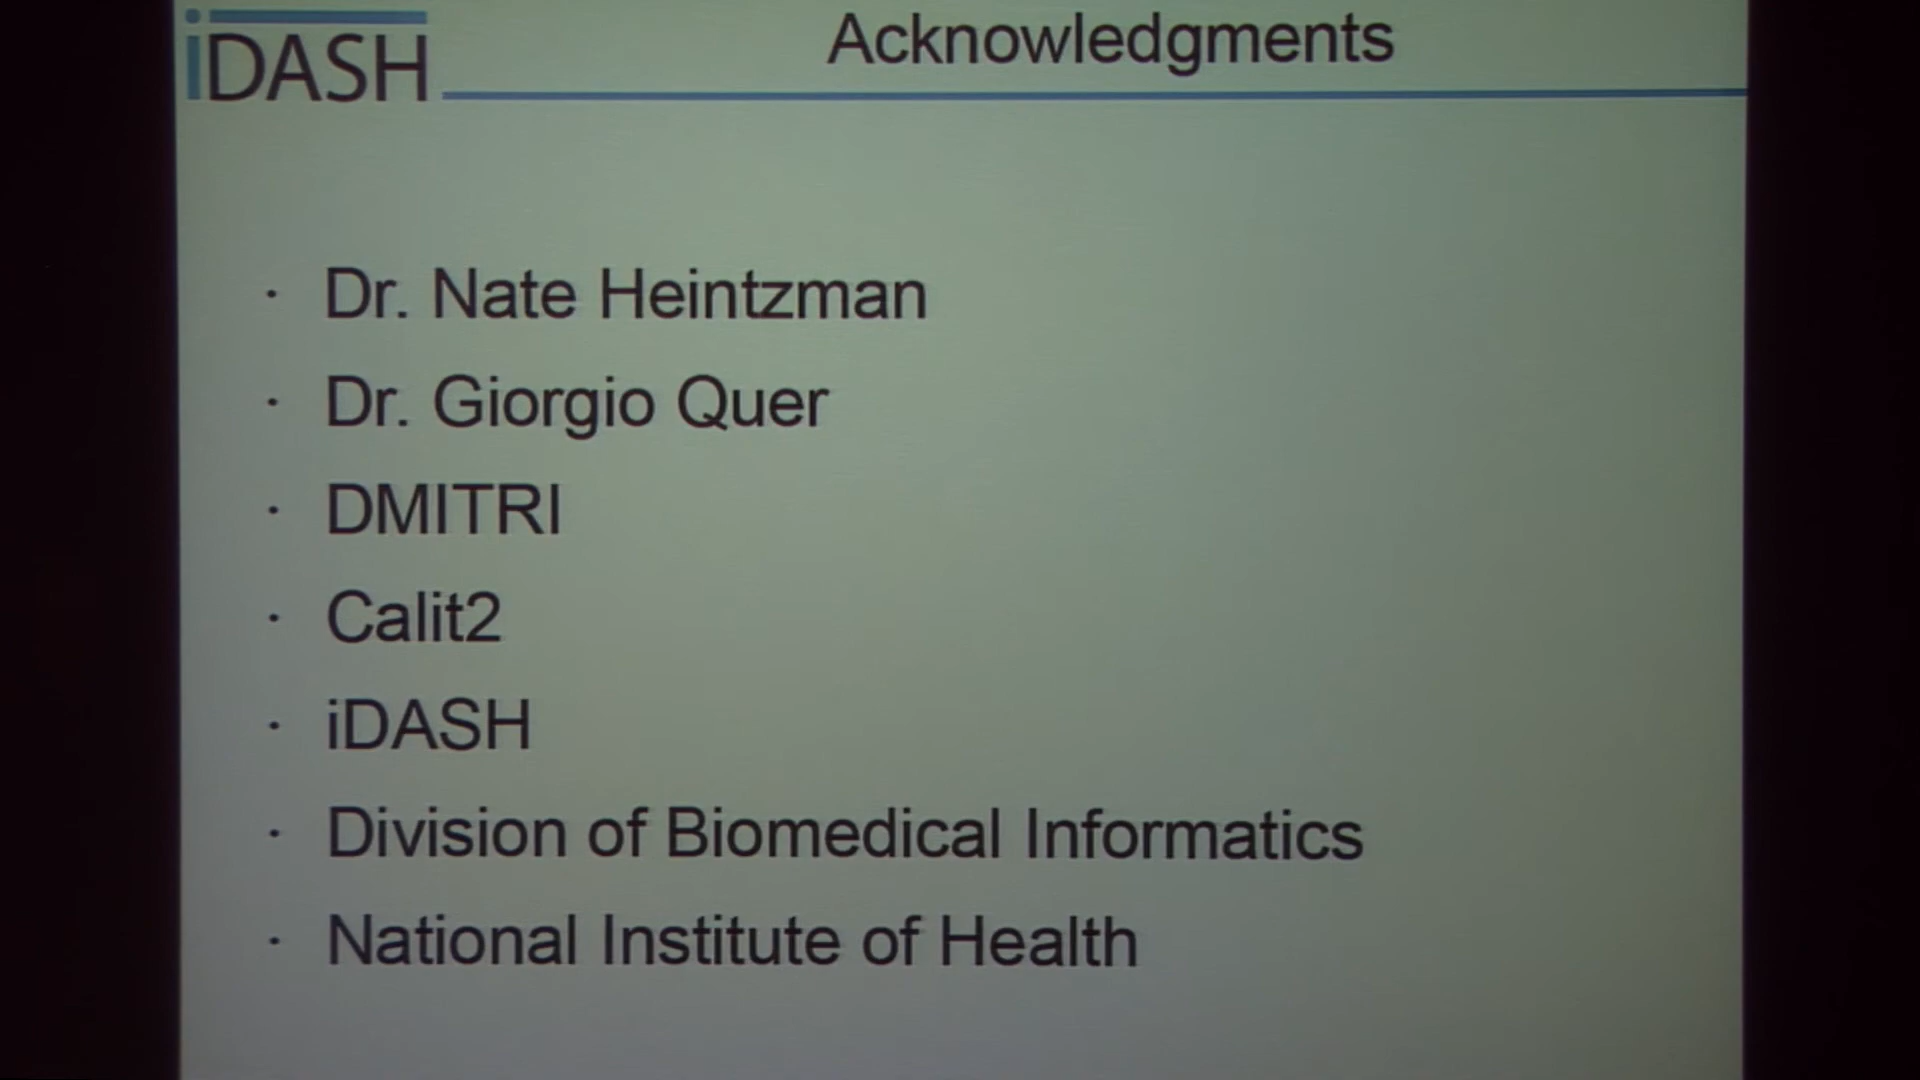 iDASH
Acknowledgments
· Dr. Nate Heintzman
· Dr. Giorgio Quer
· DMITRI
· Calit2
· iDASH
· Division of Biomedical Informatics
· National Institute of Health